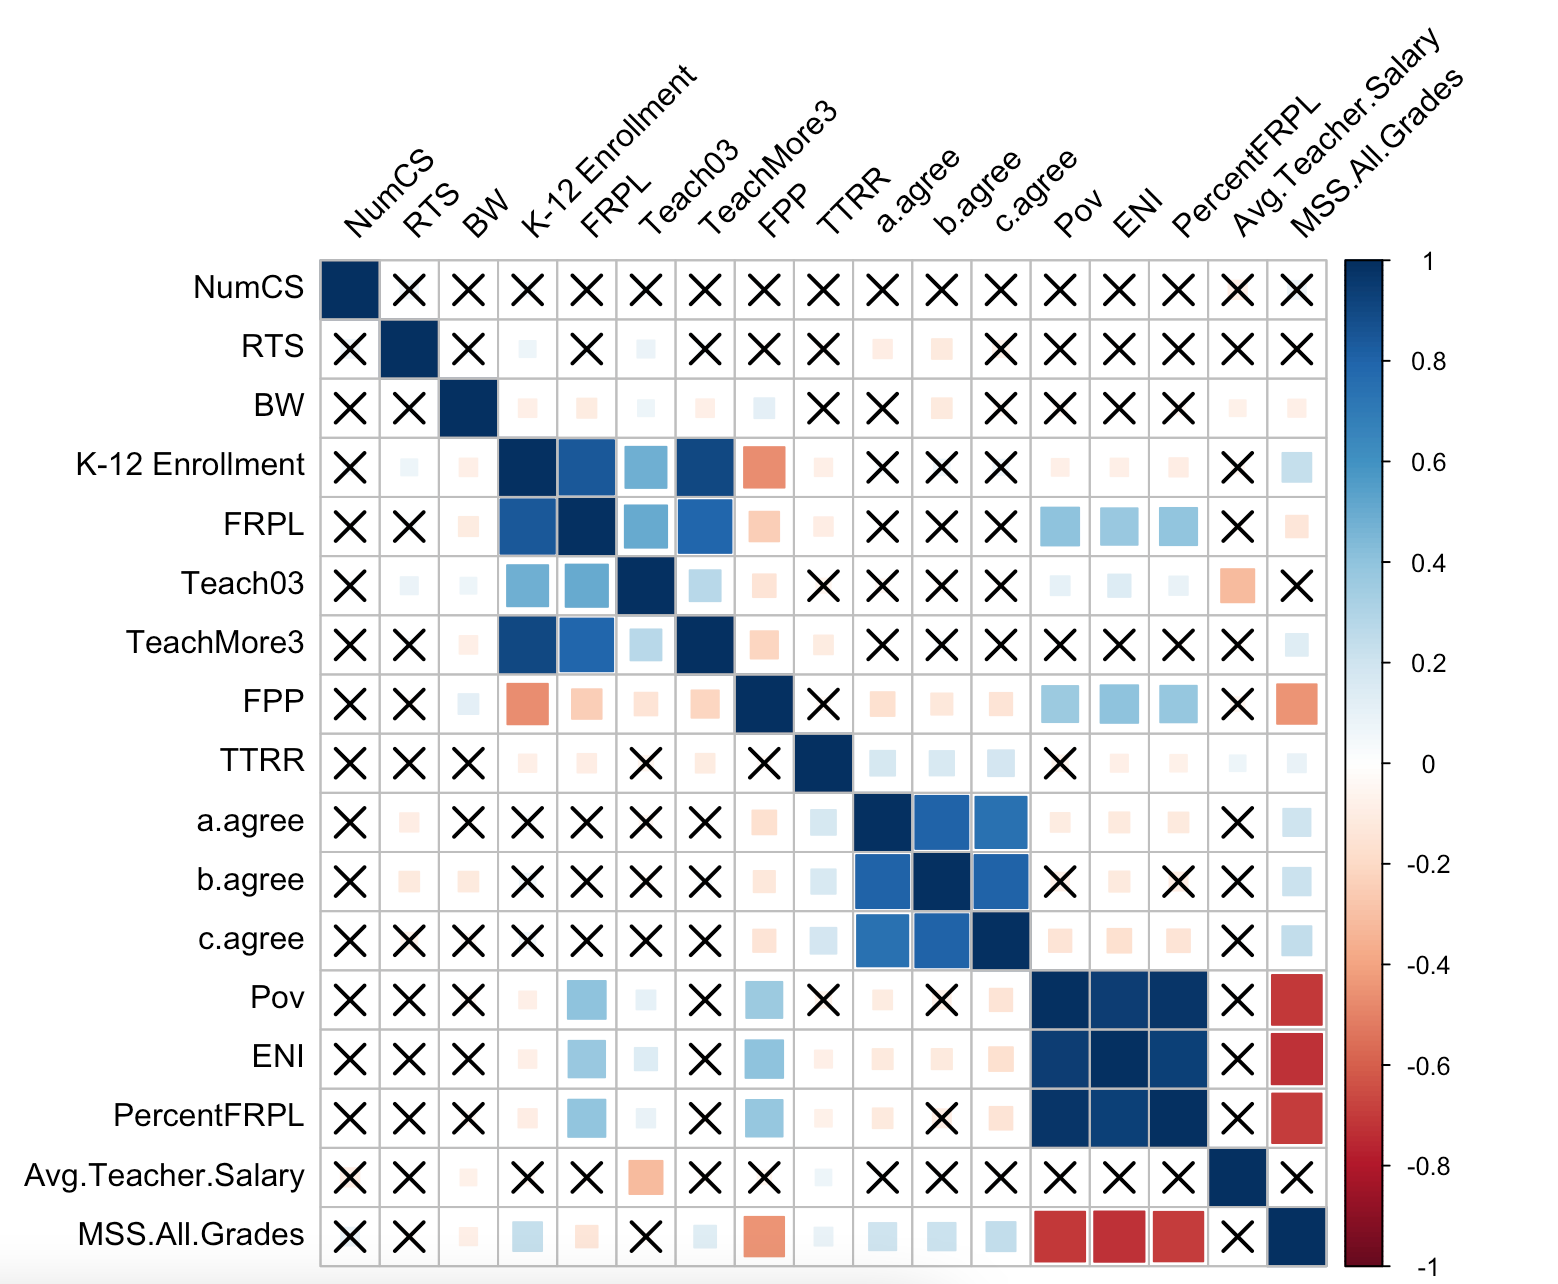 NumCS
RTS
BW
K-12 Enrollment
FRPL
Teach03
TeachMore3
FPP
TTRR
a.agree
b.agree
c.agree
Pov
ENI
PercentFRPL
Avg.Teacher.Salary
MSS.All.Grades
NumCS
RTS
BW
K-12 Enrollment
FRPL
Teach03
TeachMore3
FPP
TTRR
a.agree
b.agree
c.agree
Pov
ENI
PercentFRPL
Avg.Teacher.Salary
MSS.All.Grades
1
0.8
0.6
0.4
0.2
0
-0.2
-0.4
-0.6
-0.8
-1